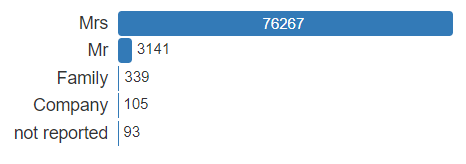 Mrs 76267
Mr 3141
Family 339
Company 105
not reported 93